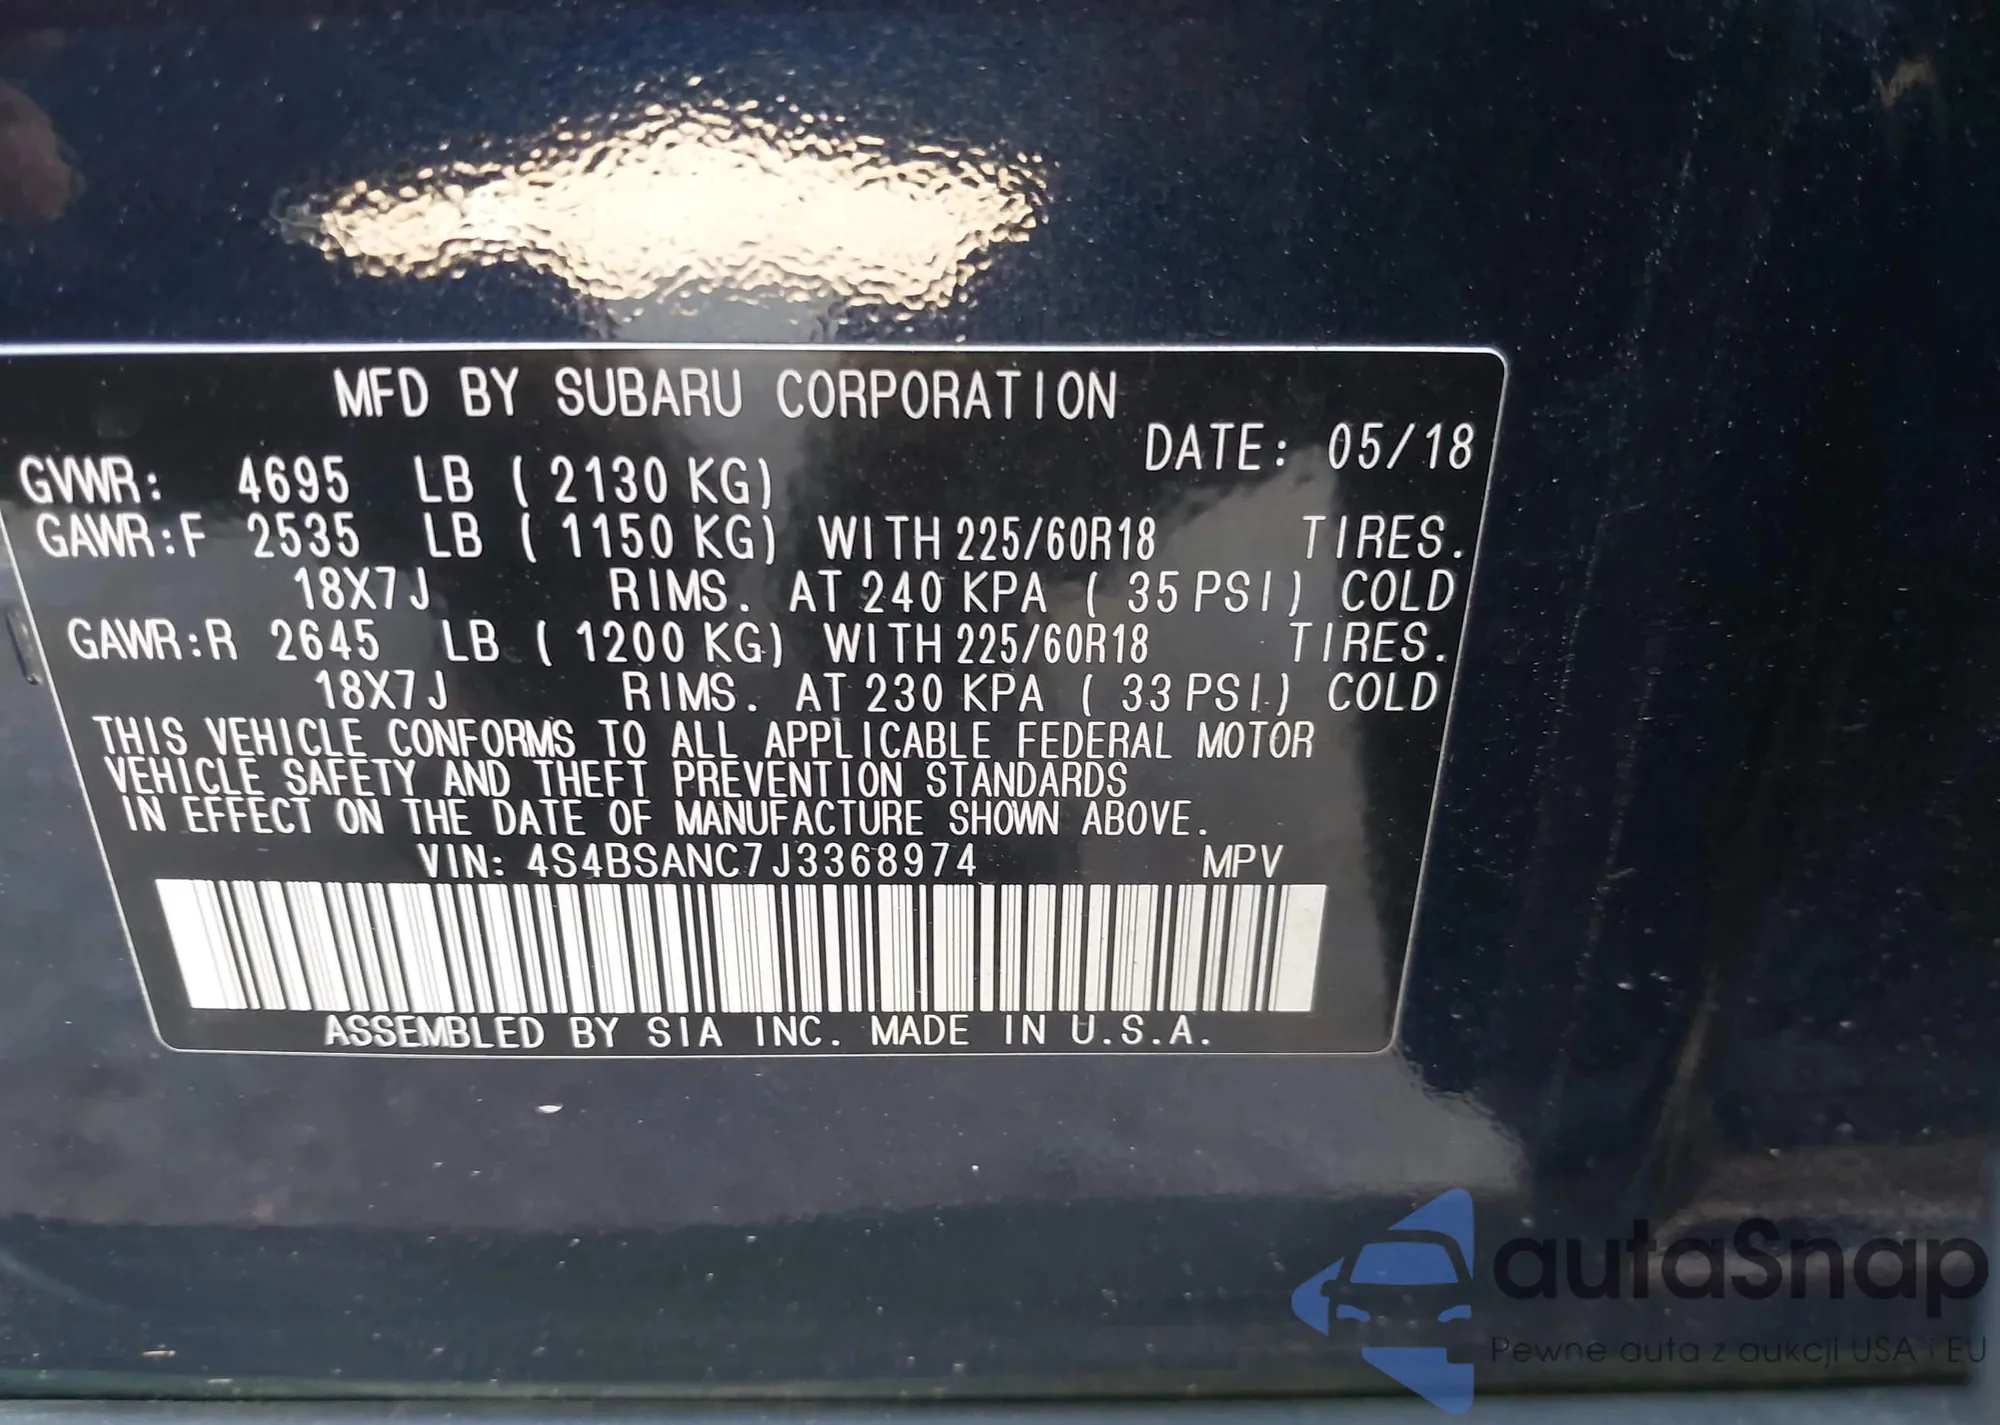 MFD BY SUBARU CORPORATION
DATE: 05/18
GVWR: 4695 LB ( 2130 KG)
GAWR:F 2535 LB ( 1150 KG) WITH 225/60R18 TIRES.
18X7J RIMS. AT 240 KPA ( 35 PSI) COLD
GAWR:R 2645 LB ( 1200 KG) WITH 225/60R18 TIRES.
18X7J RIMS. AT 230 KPA ( 33 PSI.) COLD
THIS VEHICLE CONFORMS TO ALL APPLICABLE FEDERAL MOTOR
VEHICLE SAFETY AND THEFT PREVENTION STANDARDS
IN EFFECT ON THE DATE OF MANUFACTURE SHOWN ABOVE.
VIN: 4S4BSANC7J3368974 MPV
ASSEMBLED BY SIA INC. MADE IN U.S.A.
autaSnap
Pewne auta z aukcji USA i EU